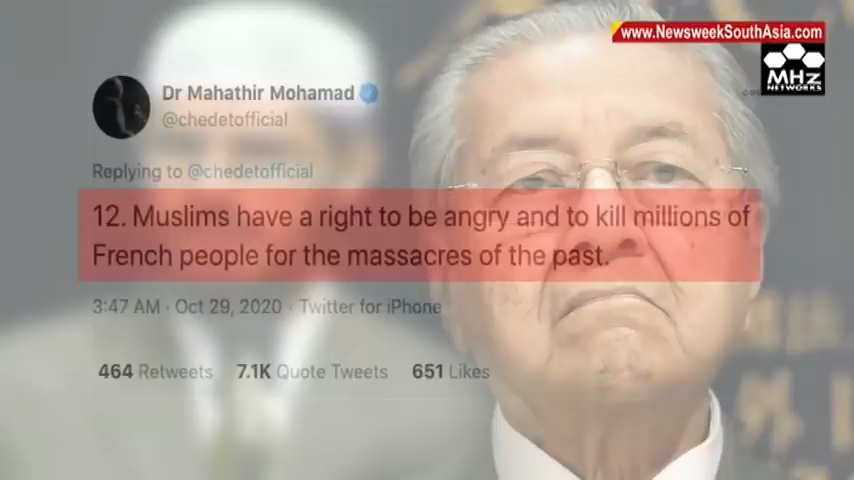 www.NewsweekSouthAsia.com
MHz
NETWORKS
Dr Mahathir Mohamad
@chedetofficial
Replying to @chedetofficial
12. Muslims have a right to be angry and to kill millions of
French people for the massacres of the past.
3:47 AM · Oct 29, 2020 · Twitter for iPhone
464 Retweets 7.1K Quote Tweets 651 Likes